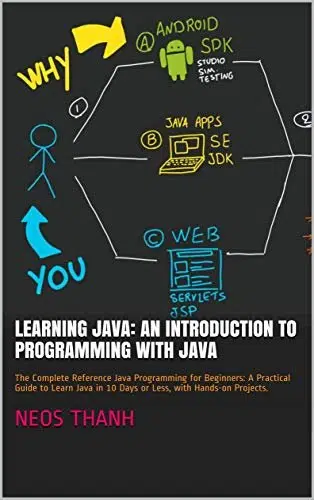 WHY
A ANDROID
SPK
STUDIO
SIM.
TESTING
1
2
JAVA APPS
B SE
JDK
YOU
C WEB
SERVLETS
JSP
LEARNING JAVA: AN INTRODUCTION TO
PROGRAMMING WITH JAVA
The Complete Reference Java Programming for Beginners: A Practical
Guide to Learn Java in 10 Days or Less, with Hands-on Projects.
NEOS THANH